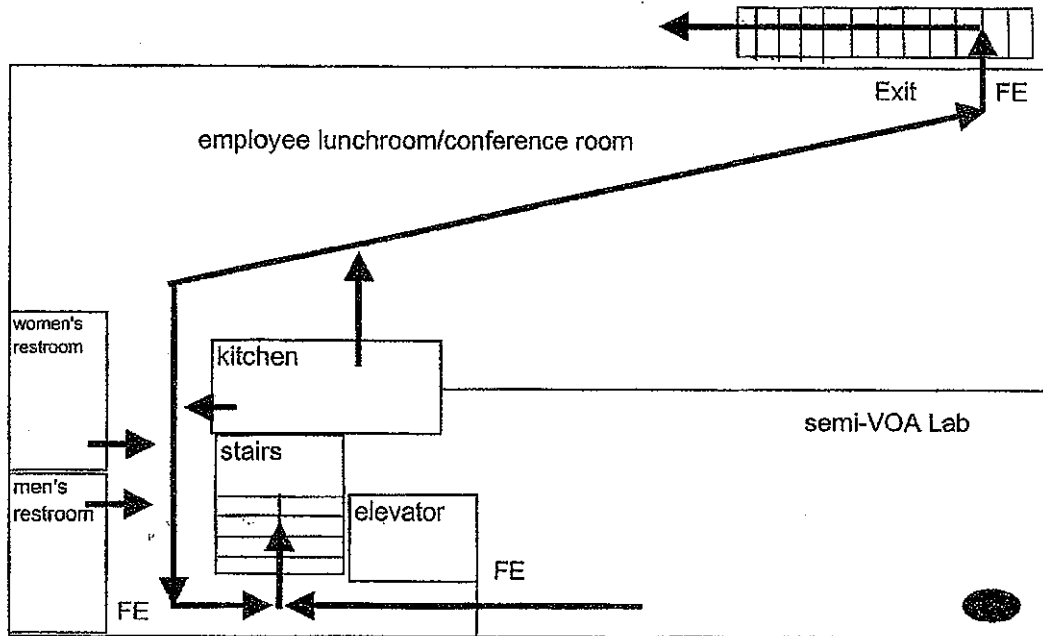 Exit
FE
employee lunchroom/conference room
women's
restroom
kitchen
semi-VOA Lab
stairs
men's
restroom
elevator
FE
FE